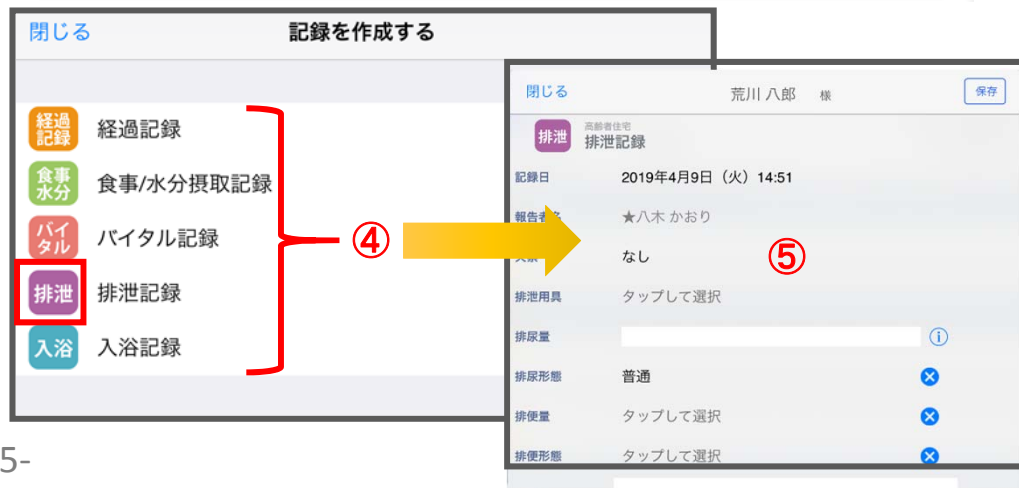 閉じる 記録を作成する
経過記録 経過記録
食事水分 食事/水分摂取記録
バイタル バイタル記録
排泄 排泄記録
入浴 入浴記録
④
閉じる 荒川 八郎 様 保存
排泄 高齢者住宅
排泄記録
記録日 2019年4月9日（火）14:51
報告者 ★八木 かおり
なし
⑤
排泄用具 タップして選択
排尿量
排尿形態 普通
排便量 タップして選択
排便形態 タップして選択
5-